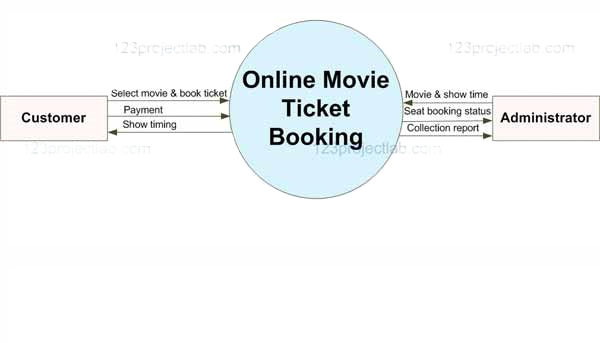 123projectlab.com
123projectlab.com
Online Movie
Ticket
Booking
Select movie & book ticket
Payment
Show timing
Customer
Movie & show time
Seat booking status
Collection report
Administrator
123projectlab.com
123projectlab.com